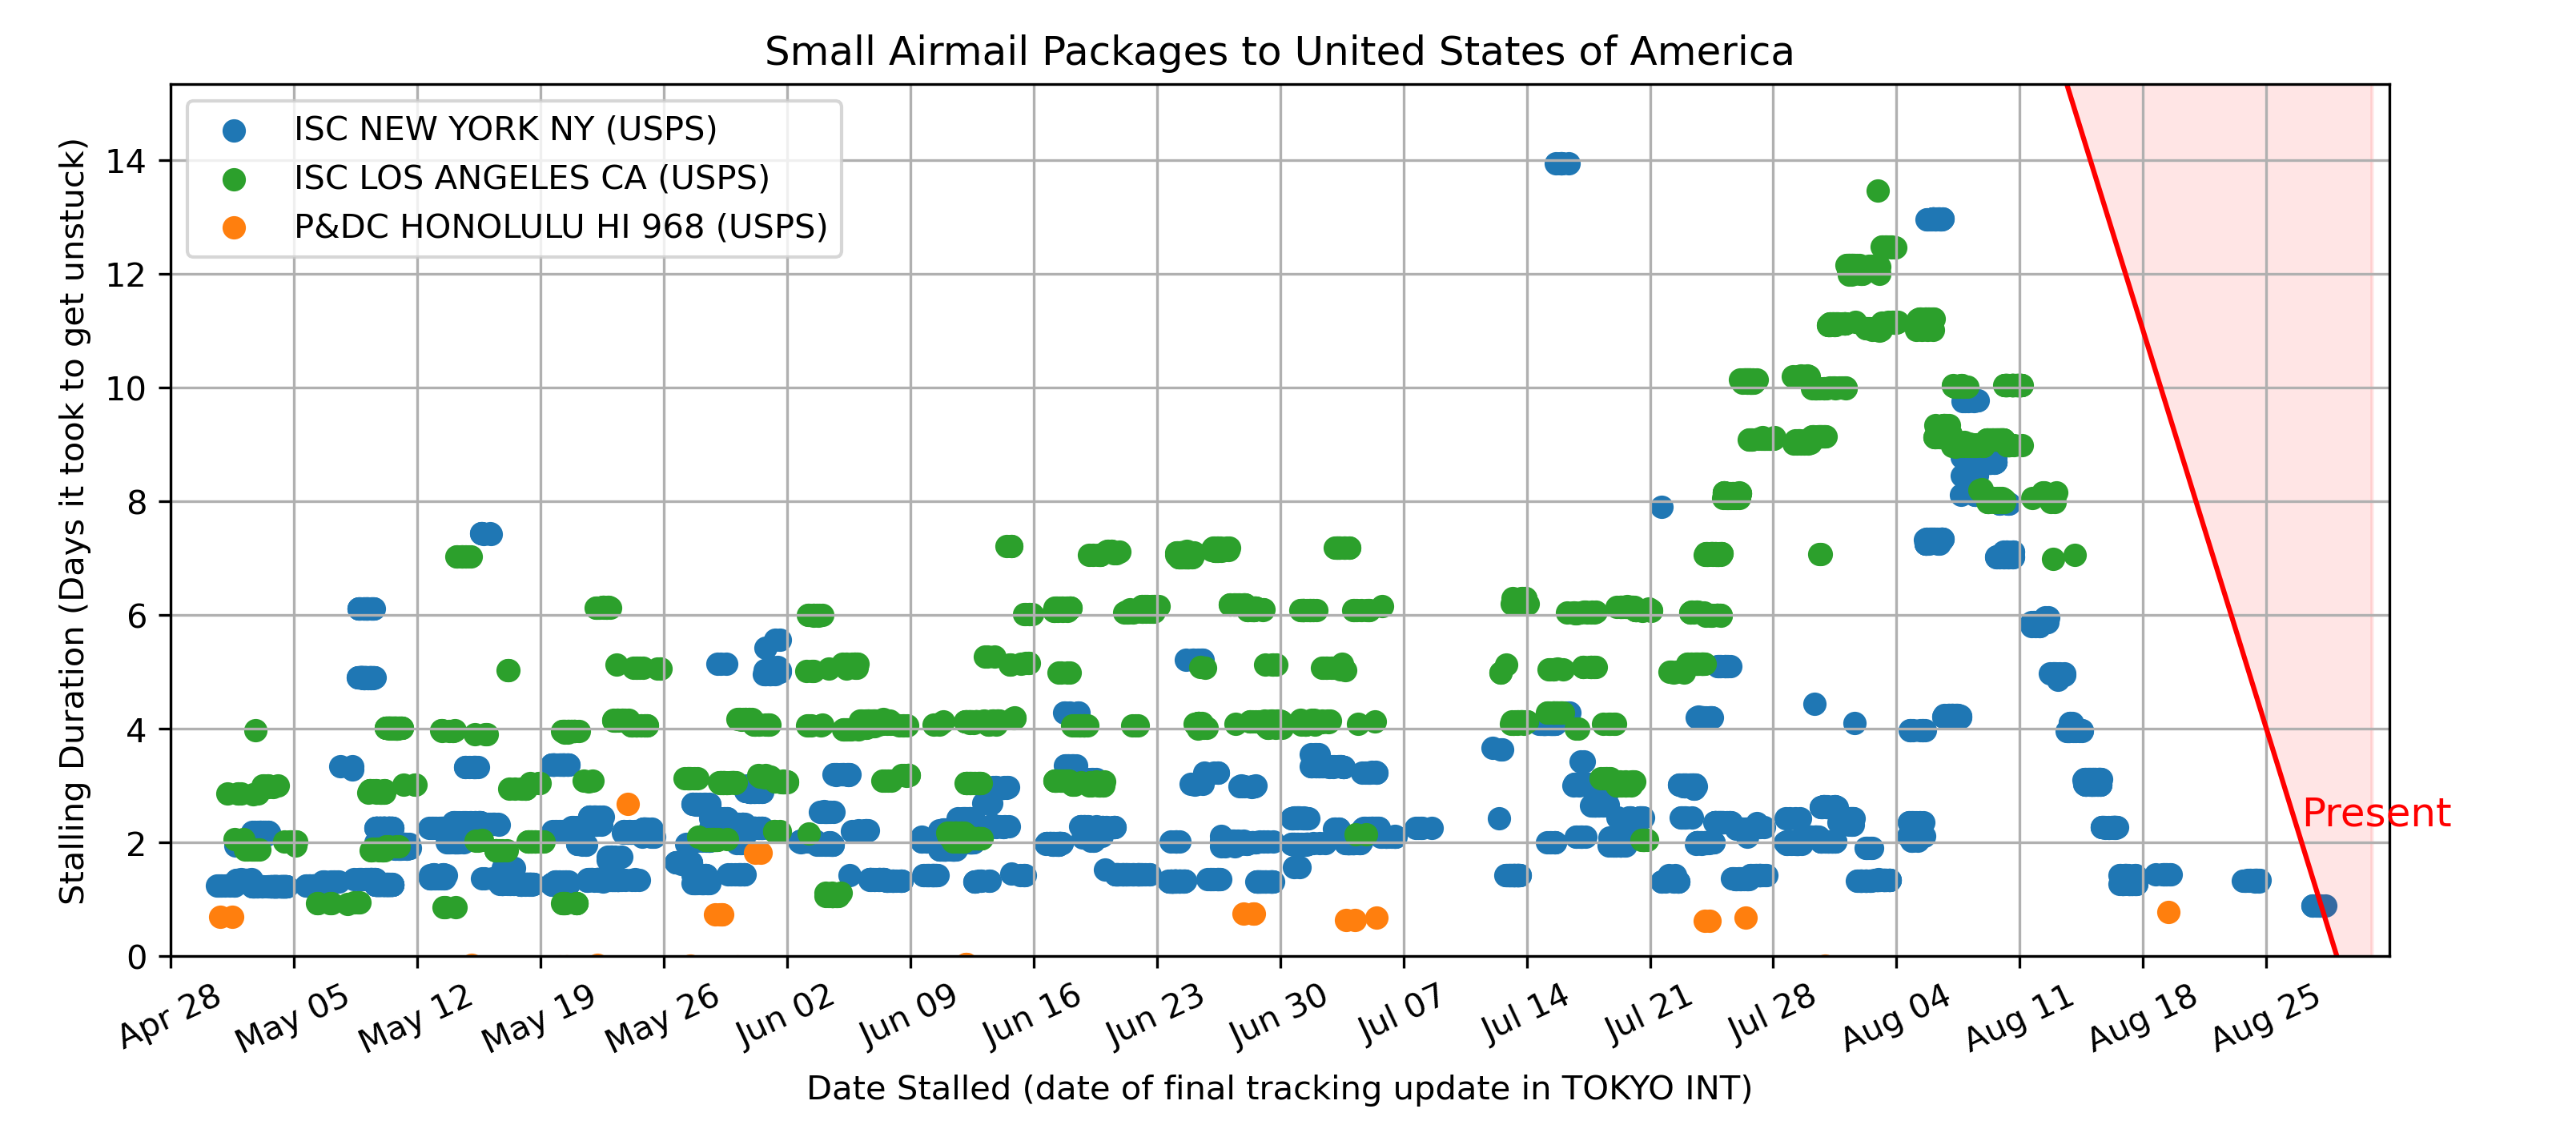 Small Airmail Packages to United States of America
ISC NEW YORK NY (USPS)
ISC LOS ANGELES CA (USPS)
P&DC HONOLULU HI 968 (USPS)
Stalling Duration (Days it took to get unstuck)
14
12
10
8
6
4
2
0
Present
Apr 28
May 05
May 12
May 19
May 26
Jun 02
Jun 09
Jun 16
Jun 23
Jun 30
Jul 07
Jul 14
Jul 21
Jul 28
Aug 04
Aug 11
Aug 18
Aug 25
Date Stalled (date of final tracking update in TOKYO INT)